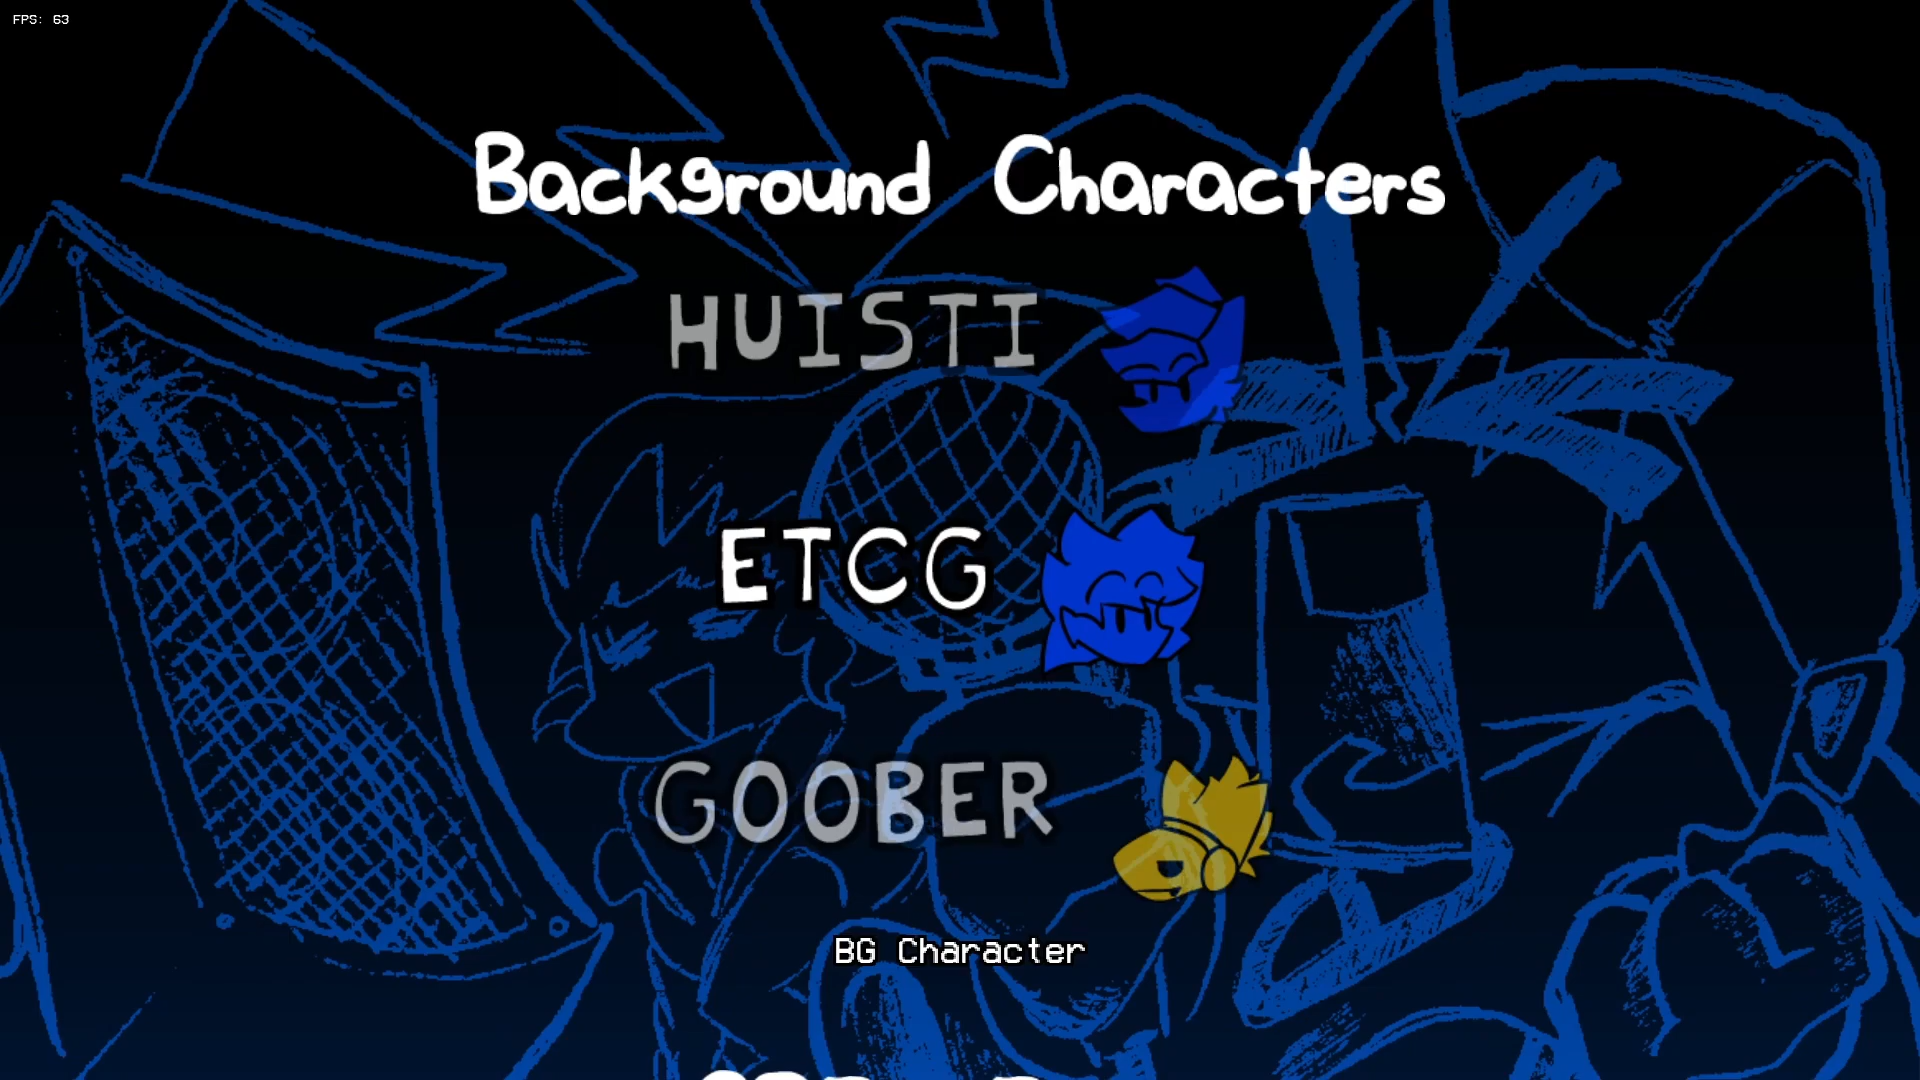 FPS: 63
Background Characters
HUISTI
ETCG
GOOBER
BG Character